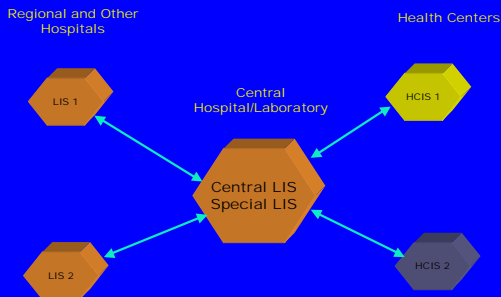 Regional and Other
Hospitals
Health Centers
Central
Hospital/Laboratory
LIS 1
HCIS 1
Central LIS
Special LIS
LIS 2
HCIS 2